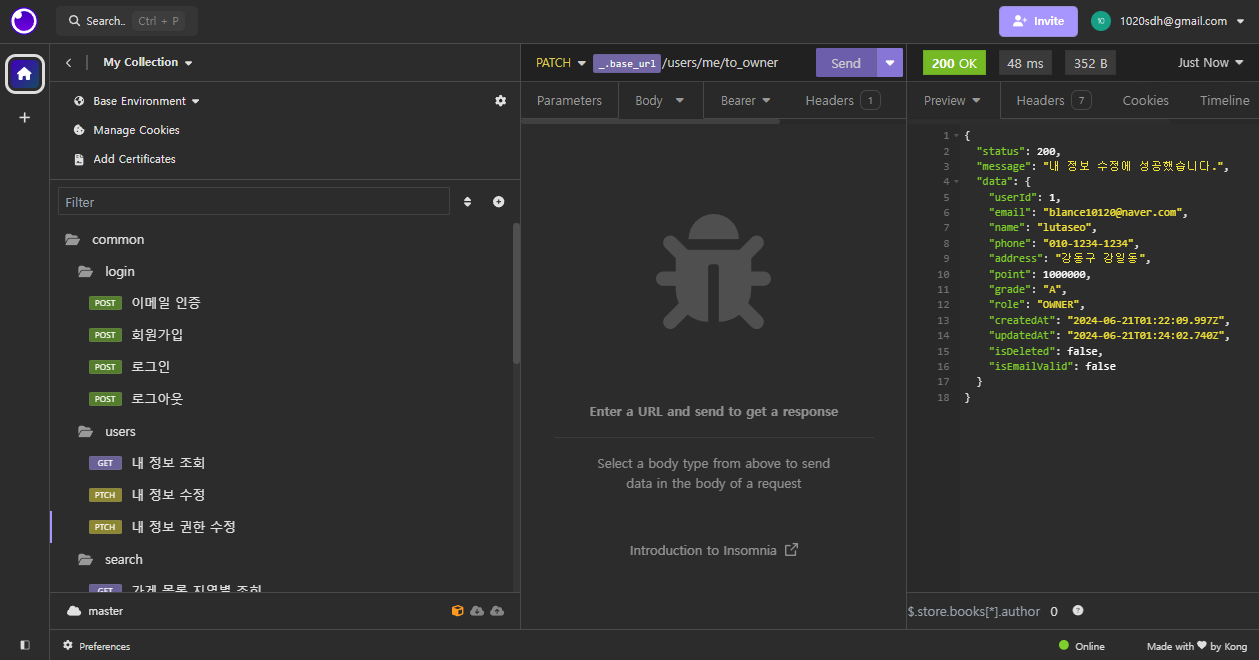 Search.. Ctrl + P
Invite
10 1020sdh@gmail.com
My Collection
Base Environment
Manage Cookies
Add Certificates
Filter
common
login
POST 이메일 인증
POST 회원가입
POST 로그인
POST 로그아웃
users
GET 내 정보 조회
PTCH 내 정보 수정
PTCH 내 정보 권한 수정
search
GET 가게 목록 지역별 조회
master
Preferences
PATCH _.base_url/users/me/to_owner Send
Parameters Body Bearer Headers 1
Enter a URL and send to get a response
Select a body type from above to send
data in the body of a request
Introduction to Insomnia
200 OK 48 ms 352 B Just Now
Preview Headers 7 Cookies Timeline
1 {
2 "status": 200,
3 "message": "내 정보 수정에 성공했습니다.",
4 "data": {
5 "userId": 1,
6 "email": "blance10120@naver.com",
7 "name": "lutaseo",
8 "phone": "010-1234-1234",
9 "address": "강동구 강일동",
10 "point": 1000000,
11 "grade": "A",
12 "role": "OWNER",
13 "createdAt": "2024-06-21T01:22:09.997Z",
14 "updatedAt": "2024-06-21T01:24:02.740Z",
15 "isDeleted": false,
16 "isEmailValid": false
17 }
18 }
$.store.books[*].author 0
Online Made with by Kong